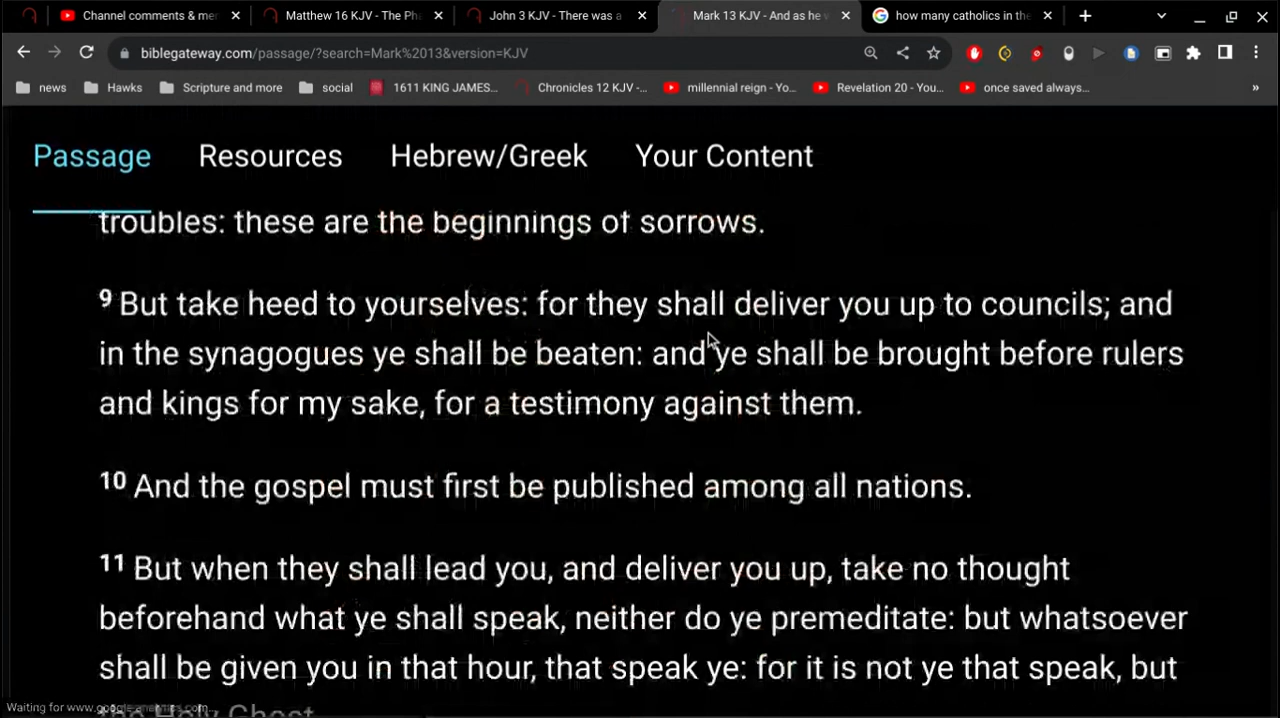 Channel comments & me
Matthew 16 KJV - The Pha
John 3 KJV - There was a
Mark 13 KJV - And as he w
how many catholics in the
biblegateway.com/passage/?search=Mark%2013&version=KJV
news
Hawks
Scripture and more
social
1611 KING JAMES...
Chronicles 12 KJV -...
millennial reign - Yo...
Revelation 20 - You...
once saved always...
Passage
Resources
Hebrew/Greek
Your Content
troubles: these are the beginnings of sorrows.
9 But take heed to yourselves: for they shall deliver you up to councils; and
in the synagogues ye shall be beaten: and ye shall be brought before rulers
and kings for my sake, for a testimony against them.
10 And the gospel must first be published among all nations.
11 But when they shall lead you, and deliver you up, take no thought
beforehand what ye shall speak, neither do ye premeditate: but whatsoever
shall be given you in that hour, that speak ye: for it is not ye that speak, but
the Holy Ghost.
Waiting for www.google-analytics.com...